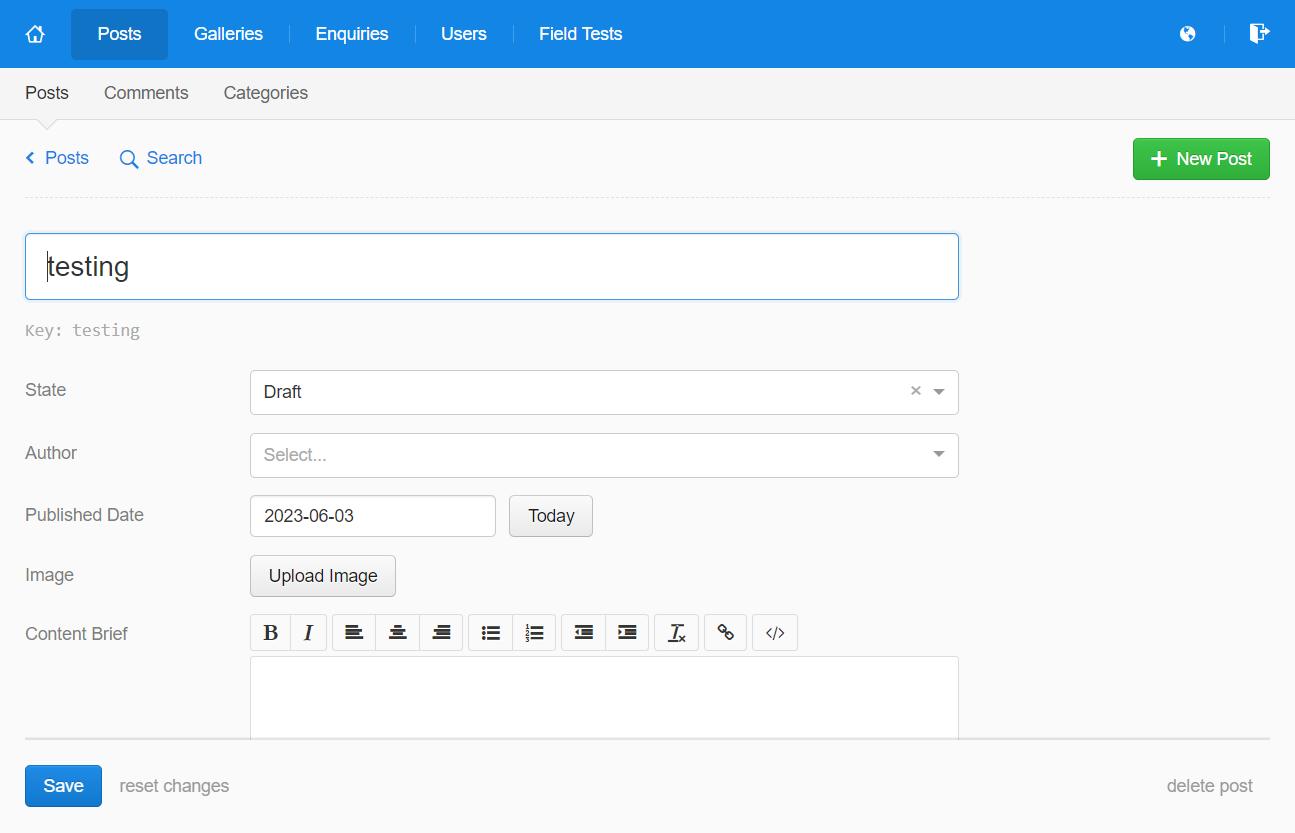 Posts Galleries Enquiries Users Field Tests
Posts Comments Categories
Posts Search New Post
testing
Key: testing
State Draft
Author Select...
Published Date 2023-06-03 Today
Image Upload Image
Content Brief B I
Save reset changes delete post